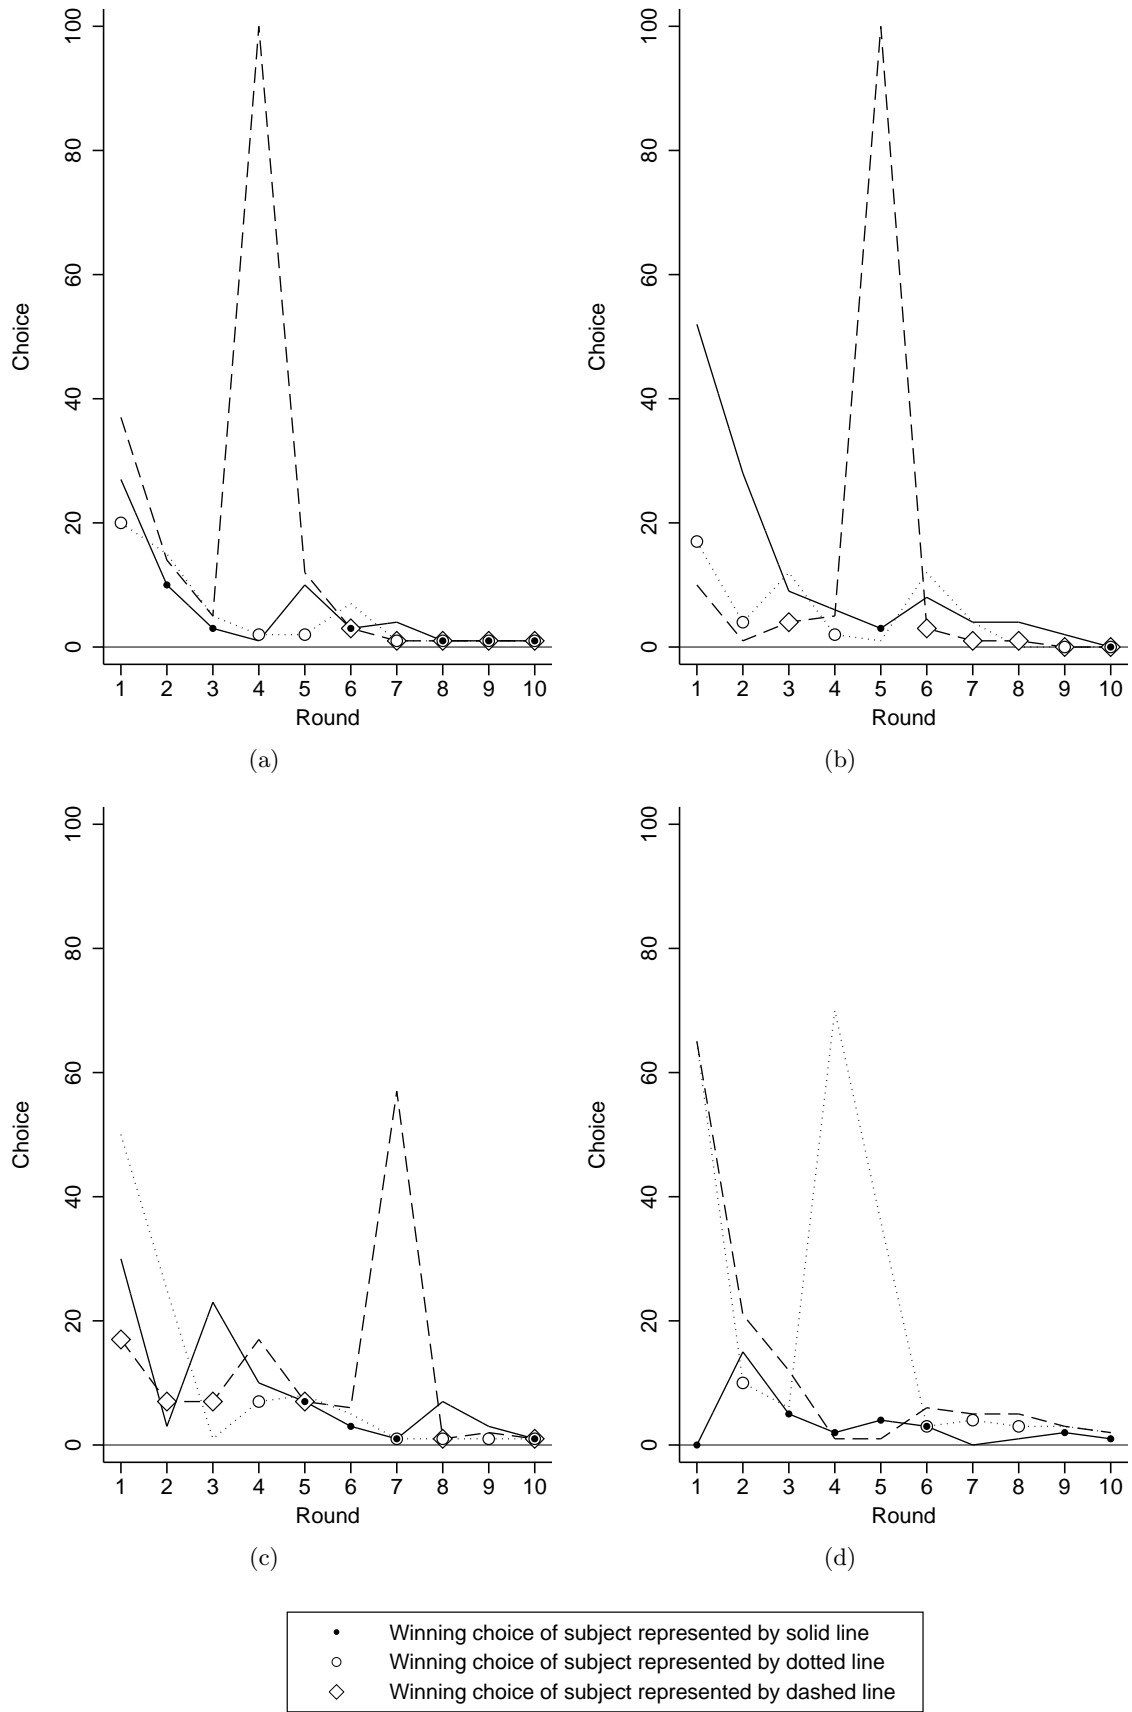 100
80
60
40
20
0
Choice
1 2 3 4 5 6 7 8 9 10
Round
(a)
100
80
60
40
20
0
Choice
1 2 3 4 5 6 7 8 9 10
Round
(b)
100
80
60
40
20
0
Choice
1 2 3 4 5 6 7 8 9 10
Round
(c)
100
80
60
40
20
0
Choice
1 2 3 4 5 6 7 8 9 10
Round
(d)
Winning choice of subject represented by solid line
Winning choice of subject represented by dotted line
Winning choice of subject represented by dashed line